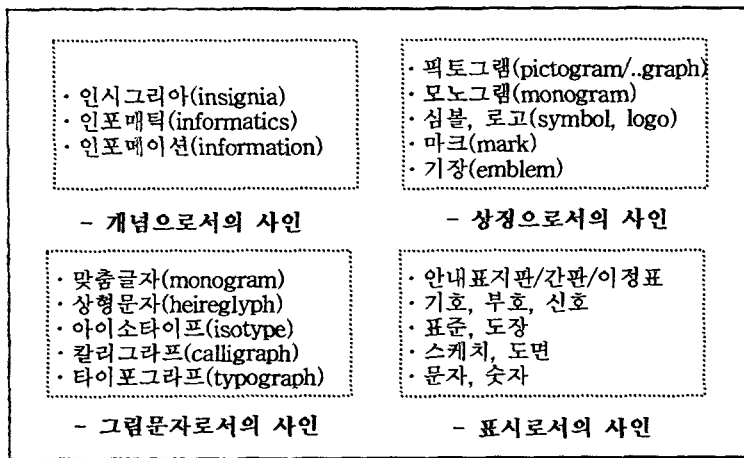 · 인시그리아(insignia)
· 인포매틱(informatics)
· 인포메이션(information)
- 개념으로서의 사인
· 픽토그램(pictogram/..graph)
· 모노그램(monogram)
· 심볼, 로고(symbol, logo)
· 마크(mark)
· 기장(emblem)
- 상징으로서의 사인
· 맞춤글자(monogram)
· 상형문자(heireglyph)
· 아이소타이프(isotype)
· 칼리그라프(calligraph)
· 타이포그라프(typograph)
- 그림문자로서의 사인
· 안내표지판/간판/이정표
· 기호, 부호, 신호
· 표준, 도장
· 스케치, 도면
· 문자, 숫자
- 표시로서의 사인